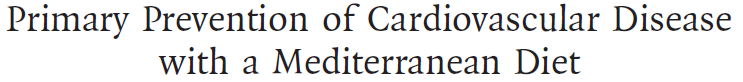 Primary Prevention of Cardiovascular Disease
with a Mediterranean Diet